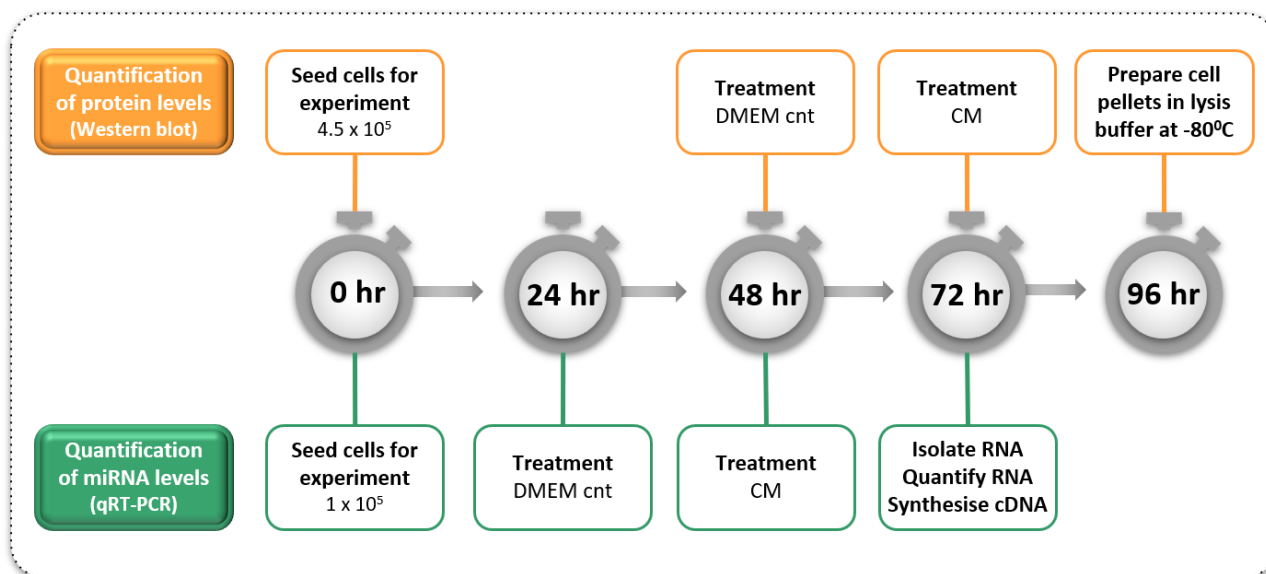 Quantification
of protein levels
(Western blot)
Seed cells for
experiment
4.5 x 10⁵
Treatment
DMEM cnt
Treatment
CM
Prepare cell
pellets in lysis
buffer at -80⁰C
0 hr
24 hr
48 hr
72 hr
96 hr
Quantification
of miRNA levels
(qRT-PCR)
Seed cells for
experiment
1 x 10⁵
Treatment
DMEM cnt
Treatment
CM
Isolate RNA
Quantify RNA
Synthesise cDNA